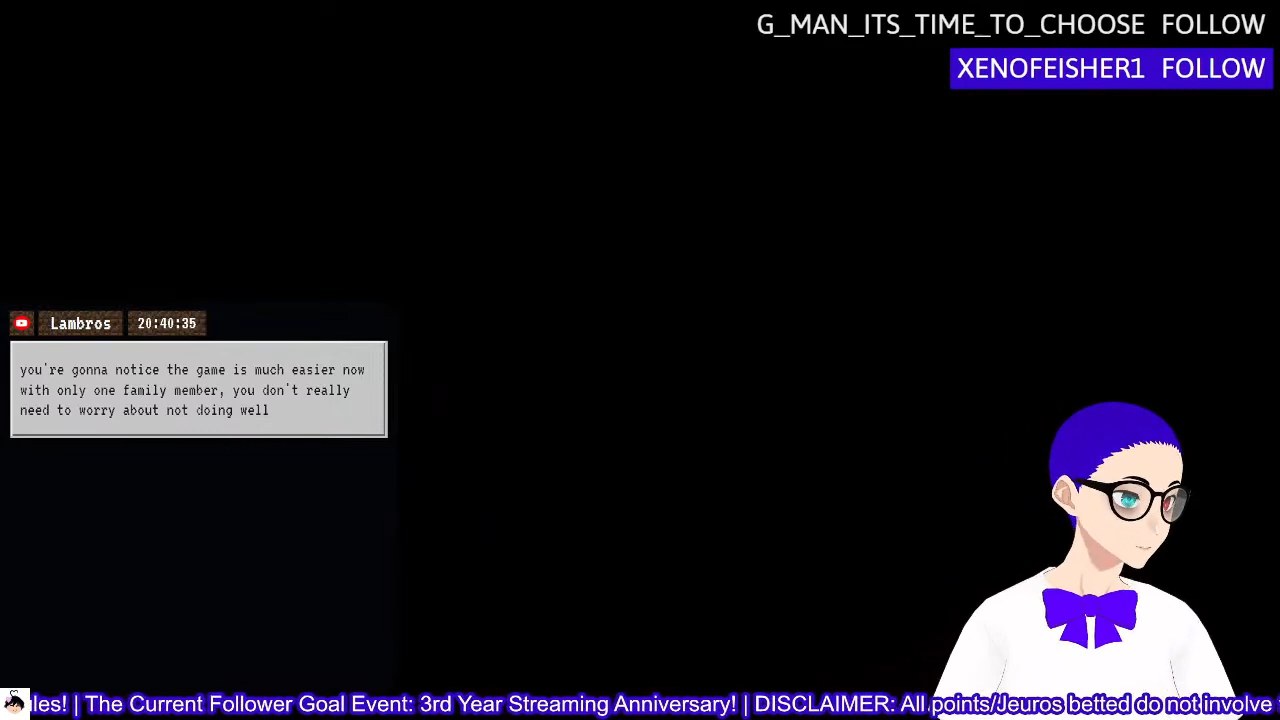 G_MAN_ITS_TIME_TO_CHOOSE FOLLOW
XENOFEISHER1 FOLLOW
Lambros 20:40:35
you're gonna notice the game is much easier now
with only one family member, you don't really
need to worry about not doing well
les! | The Current Follower Goal Event: 3rd Year Streaming Anniversary! | DISCLAIMER: All points/Jeuros betted do not involve